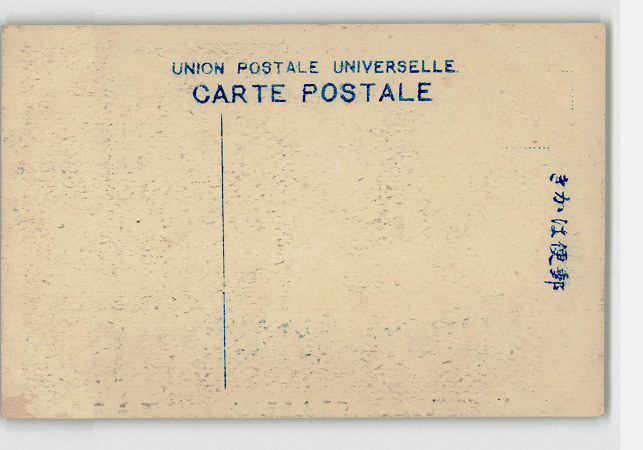 UNION POSTALE UNIVERSELLE.
CARTE POSTALE
きかは便郵